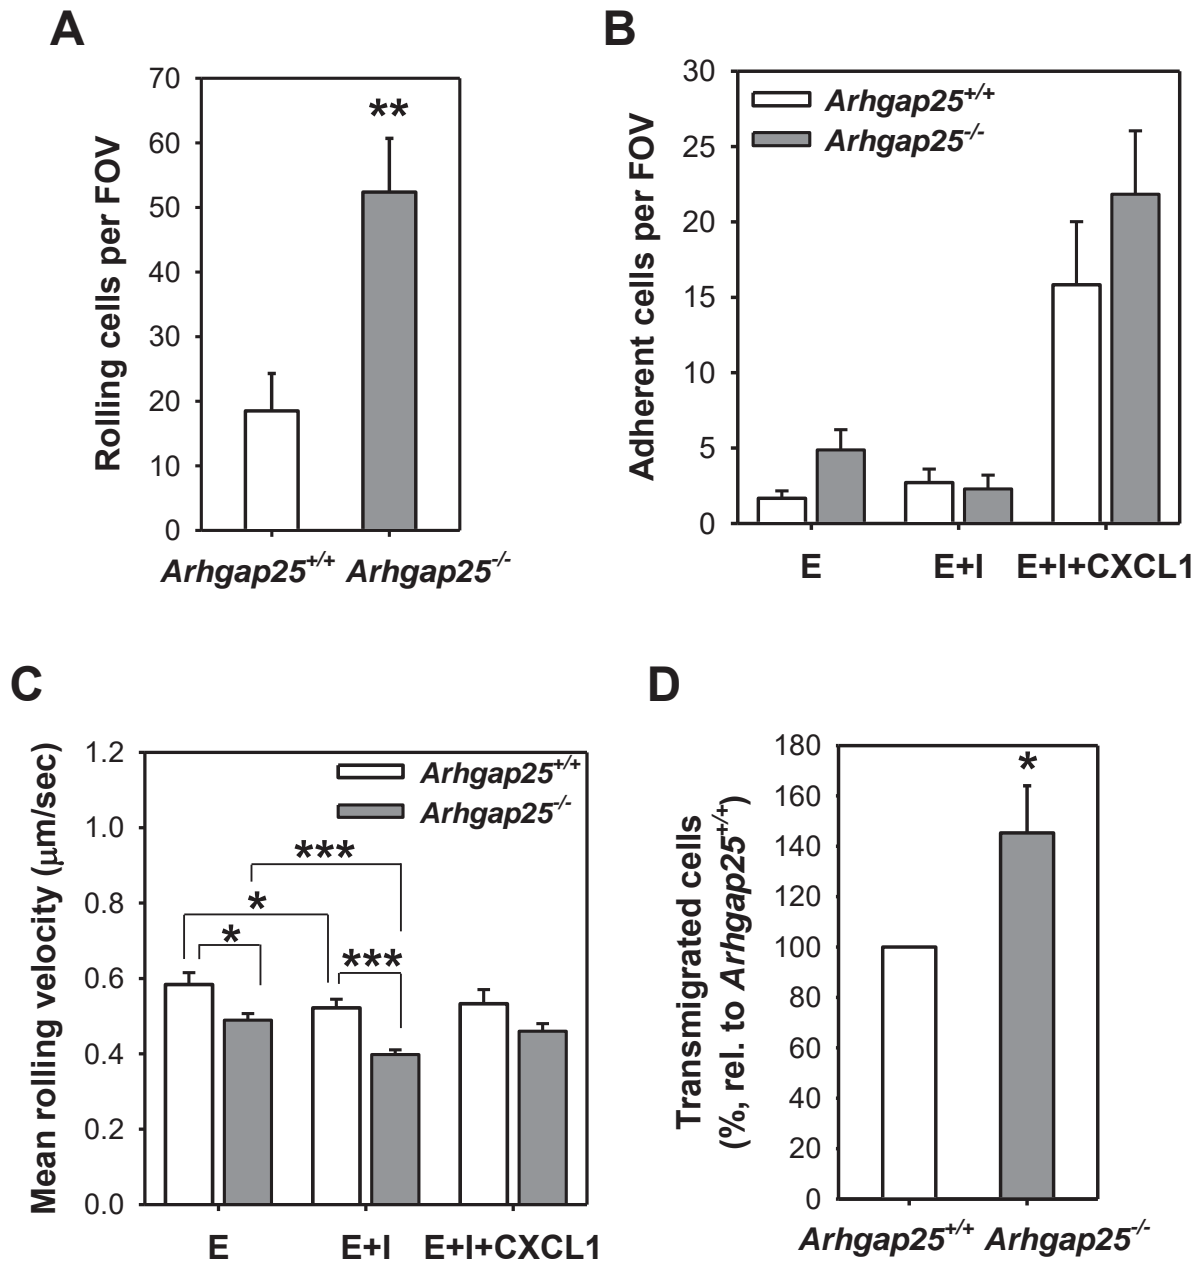 A
Rolling cells per FOV
70
60
50
40
30
20
10
0
**
Arhgap25+/+ Arhgap25-/-
B
Adherent cells per FOV
30
25
20
15
10
5
0
Arhgap25+/+
Arhgap25-/-
E E+I E+I+CXCL1
C
Mean rolling velocity (μm/sec)
1.2
1.0
0.8
0.6
0.4
0.2
0.0
Arhgap25+/+
Arhgap25-/-
***
*
*
***
E E+I E+I+CXCL1
D
Transmigrated cells
(%, rel. to Arhgap25+/+)
180
160
140
120
100
80
60
40
20
0
*
Arhgap25+/+ Arhgap25-/-